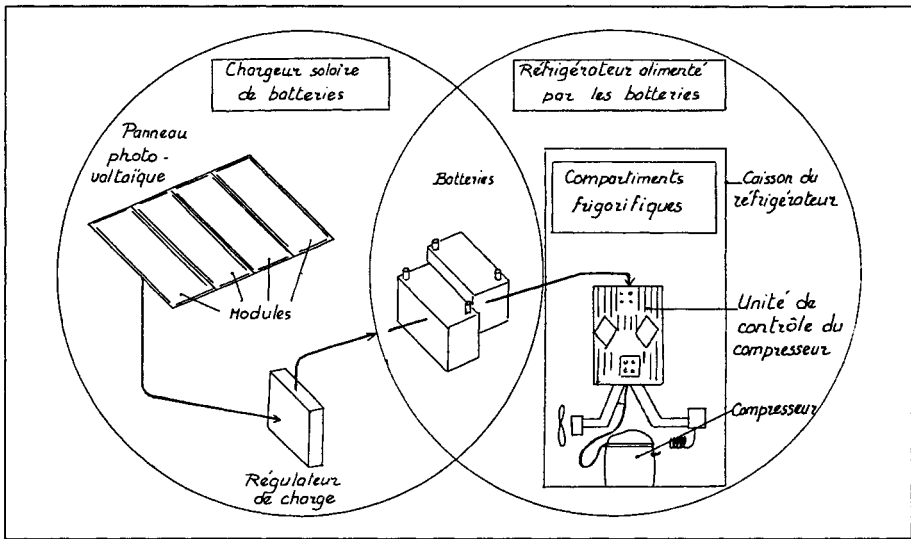 Chargeur solaire
de batteries
Réfrigérateur alimenté
par les batteries
Panneau
photo-
voltaïque
Batteries
Compartiments
frigorifiques
Caisson du
réfrigérateur
Modules
Unité de
contrôle du
compresseur
Compresseur
Régulateur
de charge